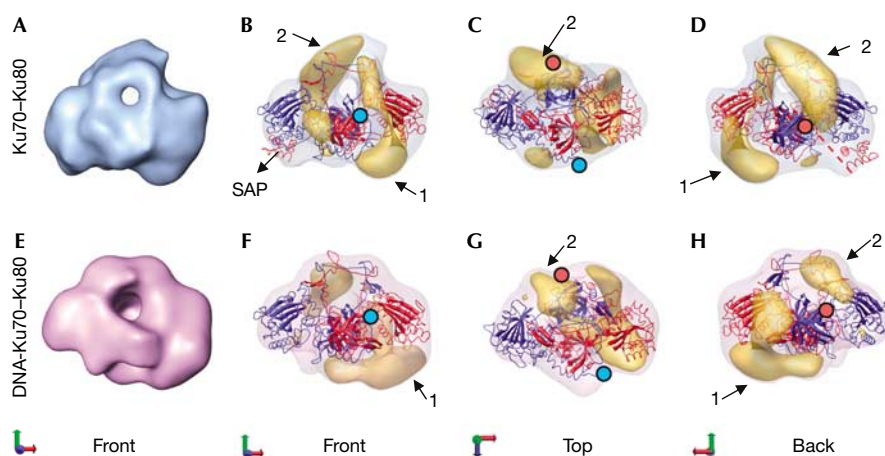 A
B
C
D
Ku70–Ku80
2
2
2
SAP
1
1
E
F
G
H
DNA-Ku70–Ku80
2
2
1
1
Front
Front
Top
Back